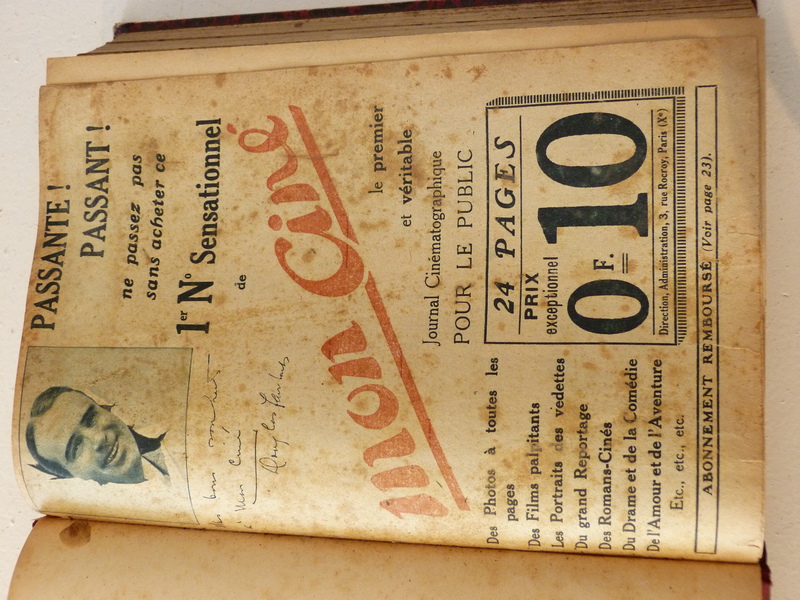 PASSANTE !
PASSANT !
ne passez pas
sans acheter ce
1er N° Sensationnel
de
mon Ciné
le premier
et véritable
Journal Cinématographique
POUR LE PUBLIC
Des Photos à toutes les
pages
Des Films palpitants
Les Portraits des vedettes
Du grand Reportage
Des Romans-Cinés
Du Drame et de la Comédie
De l'Amour et de l'Aventure
Etc., etc., etc.
24 PAGES
PRIX
exceptionnel
0 F. 10
Direction, Administration, 3, rue Rocroy, Paris (Xe)
ABONNEMENT REMBOURSÉ (Voir page 23).